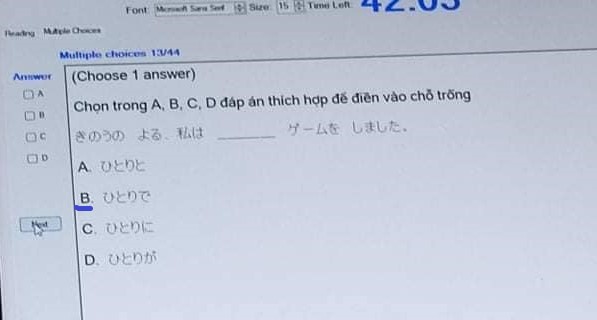 Font: Microsoft Sans Serif Size: 15 Time Left: 42:05
Reading Multiple Choices
Multiple choices 13/44
Answer
(Choose 1 answer)
A
B
C
D
Chọn trong A, B, C, D đáp án thích hợp để điền vào chỗ trống
きのうの よる、私は ______ ゲームを しました。
A. ひとりと
B. ひとりで
C. ひとりに
D. ひとりが
Next